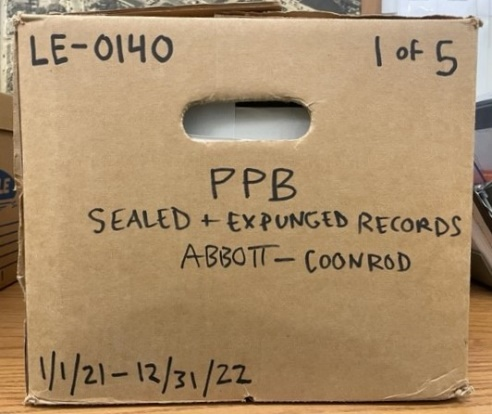 LE-0140
1 of 5
PPB
SEALED + EXPUNGED RECORDS
ABBOTT - COONROD
1/1/21 - 12/31/22